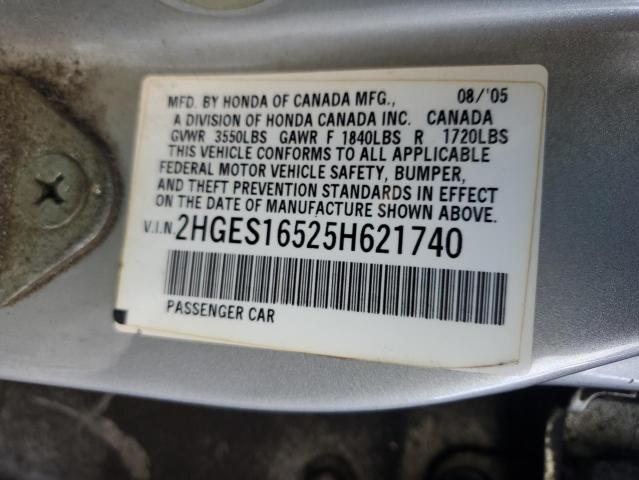 MFD. BY HONDA OF CANADA MFG., 08/'05
A DIVISION OF HONDA CANADA INC. CANADA
GVWR 3550LBS GAWR F 1840LBS R 1720LBS
THIS VEHICLE CONFORMS TO ALL APPLICABLE
FEDERAL MOTOR VEHICLE SAFETY, BUMPER,
AND THEFT PREVENTION STANDARDS IN EFFECT
ON THE DATE OF MANUFACTURE SHOWN ABOVE.
V.I.N. 2HGES16525H621740
PASSENGER CAR